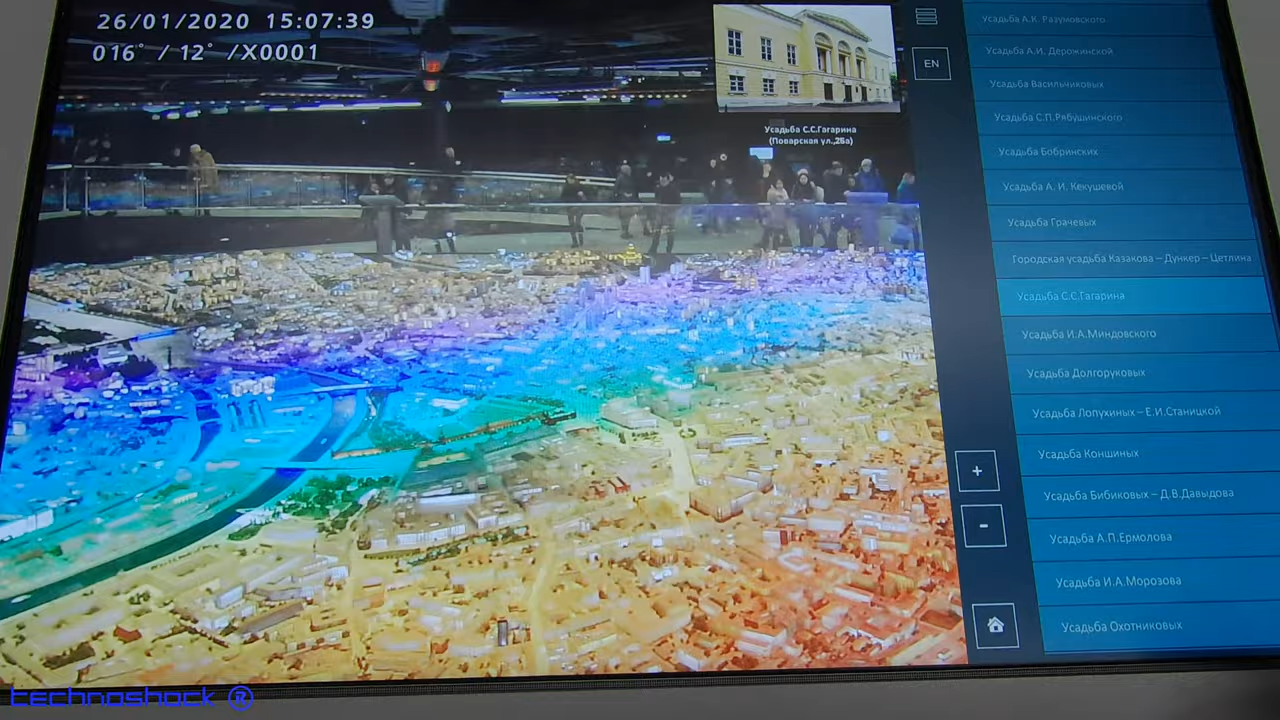 26/01/2020 15:07:39
016° / 12° /X0001
Усадьба С.С.Гагарина
(Поварская ул.,25а)
EN
Усадьба А.К. Разумовского
Усадьба А.И. Дерожинской
Усадьба Васильчиковых
Усадьба С.П.Рябушинского
Усадьба Бобринских
Усадьба А. И. Кекушевой
Усадьба Грачевых
Городская усадьба Казакова – Дункер – Цетлина
Усадьба С.С.Гагарина
Усадьба И.А.Миндовского
Усадьба Долгоруковых
Усадьба Лопухиных – Е.И.Станицкой
Усадьба Коншиных
Усадьба Бибиковых – Д.В.Давыдова
Усадьба А.П.Ермолова
Усадьба И.А.Морозова
Усадьба Охотниковых
+
-
technoshock ®